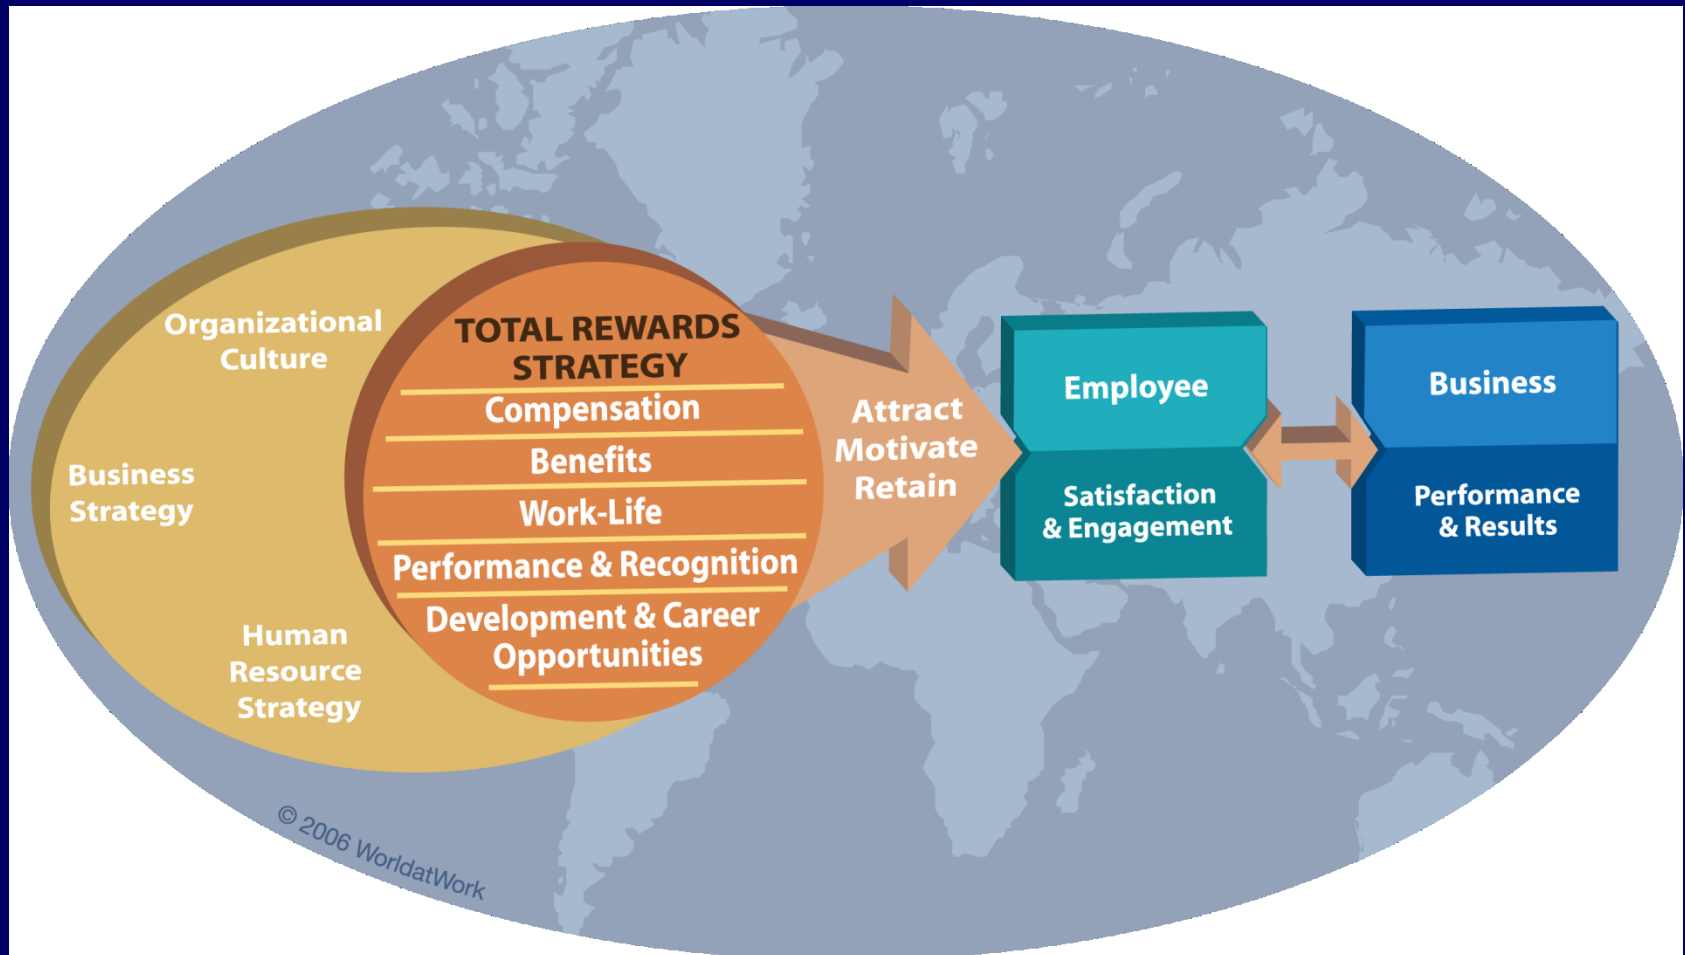 Organizational
Culture
Business
Strategy
Human
Resource
Strategy
TOTAL REWARDS
STRATEGY
Compensation
Benefits
Work-Life
Performance & Recognition
Development & Career
Opportunities
Attract
Motivate
Retain
Employee
Satisfaction
& Engagement
Business
Performance
& Results
© 2006 WorldatWork